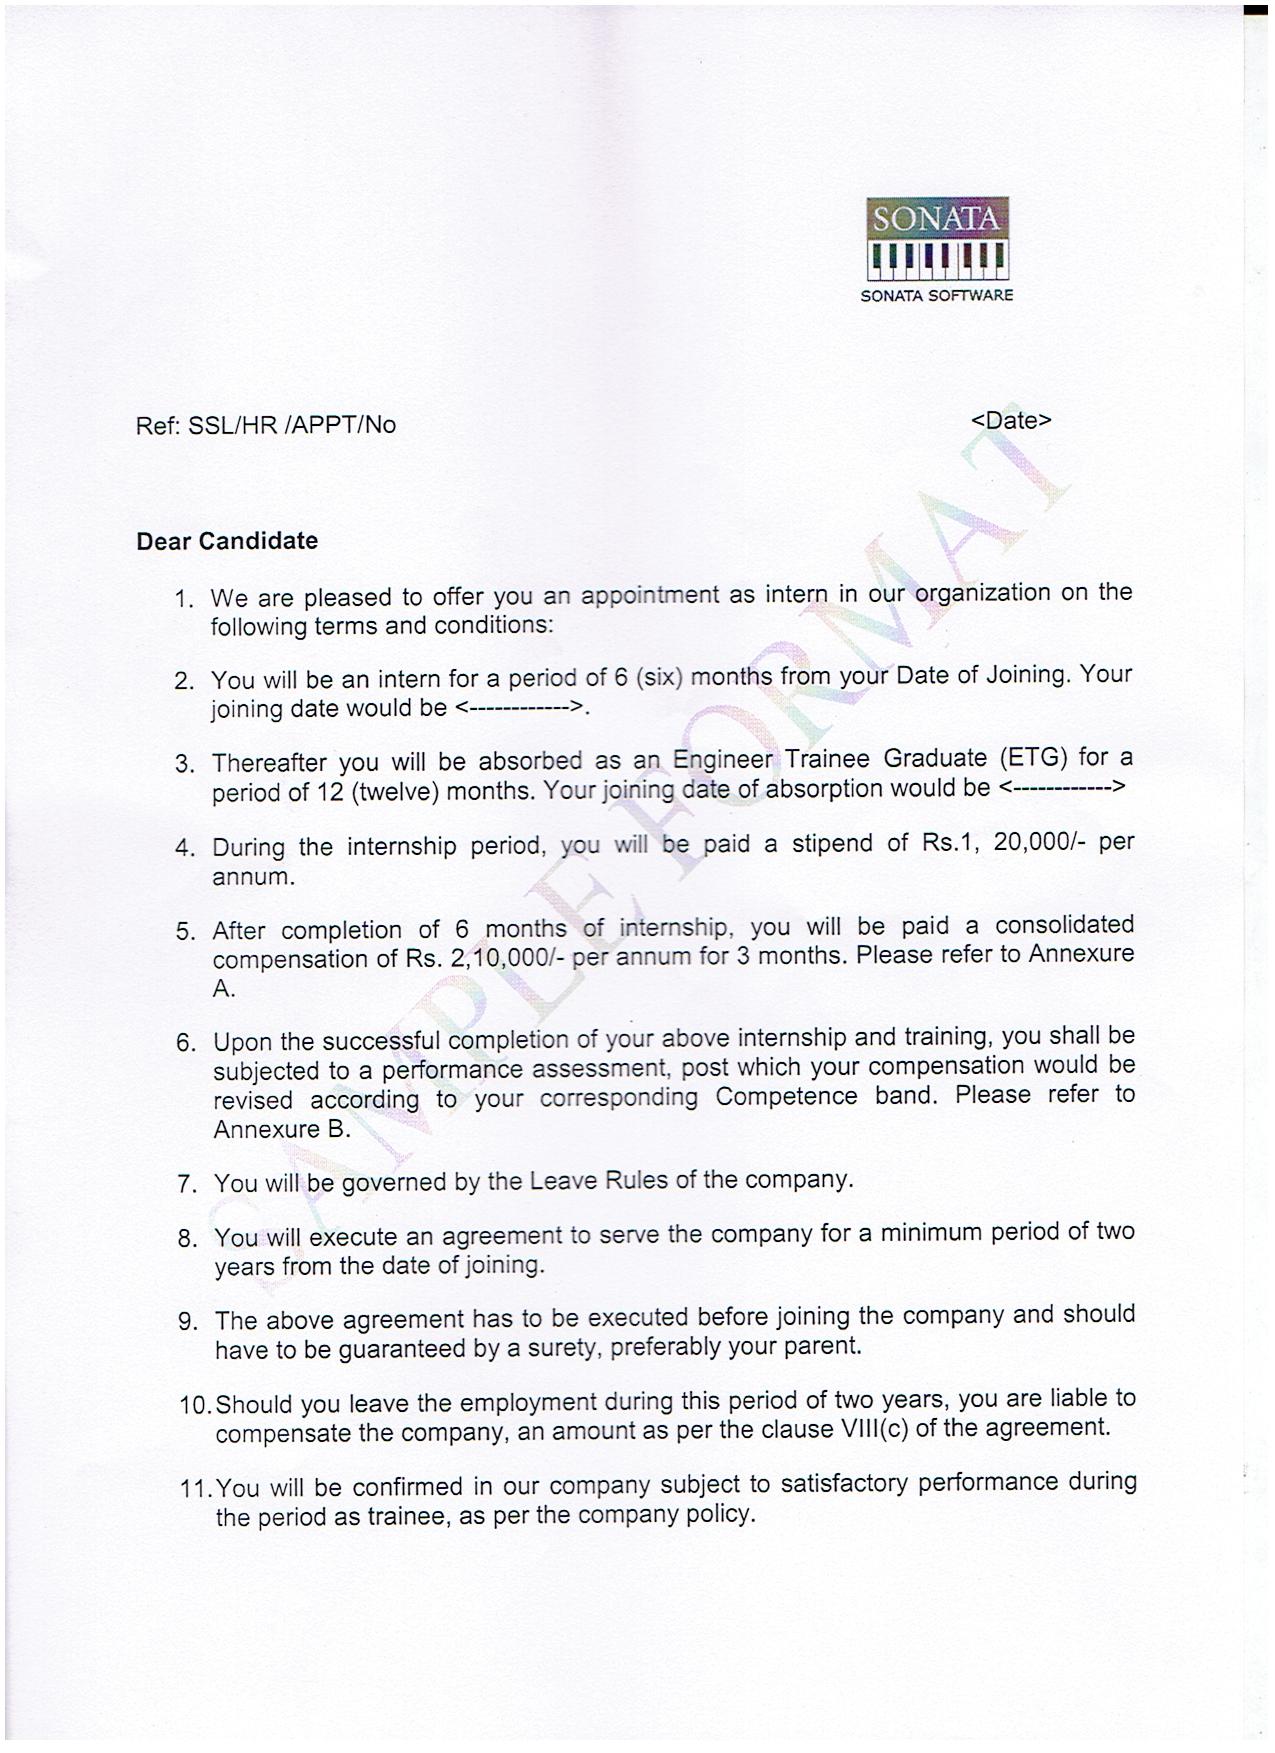 SONATA
SONATA SOFTWARE
Ref: SSL/HR /APPT/No
<Date>
Dear Candidate
1. We are pleased to offer you an appointment as intern in our organization on the
following terms and conditions:
2. You will be an intern for a period of 6 (six) months from your Date of Joining. Your
joining date would be <------------>.
3. Thereafter you will be absorbed as an Engineer Trainee Graduate (ETG) for a
period of 12 (twelve) months. Your joining date of absorption would be <------------>
4. During the internship period, you will be paid a stipend of Rs.1, 20,000/- per
annum.
5. After completion of 6 months of internship, you will be paid a consolidated
compensation of Rs. 2,10,000/- per annum for 3 months. Please refer to Annexure
A.
6. Upon the successful completion of your above internship and training, you shall be
subjected to a performance assessment, post which your compensation would be
revised according to your corresponding Competence band. Please refer to
Annexure B.
7. You will be governed by the Leave Rules of the company.
8. You will execute an agreement to serve the company for a minimum period of two
years from the date of joining.
9. The above agreement has to be executed before joining the company and should
have to be guaranteed by a surety, preferably your parent.
10. Should you leave the employment during this period of two years, you are liable to
compensate the company, an amount as per the clause VIII(c) of the agreement.
11. You will be confirmed in our company subject to satisfactory performance during
the period as trainee, as per the company policy.
SAMPLE FORMAT